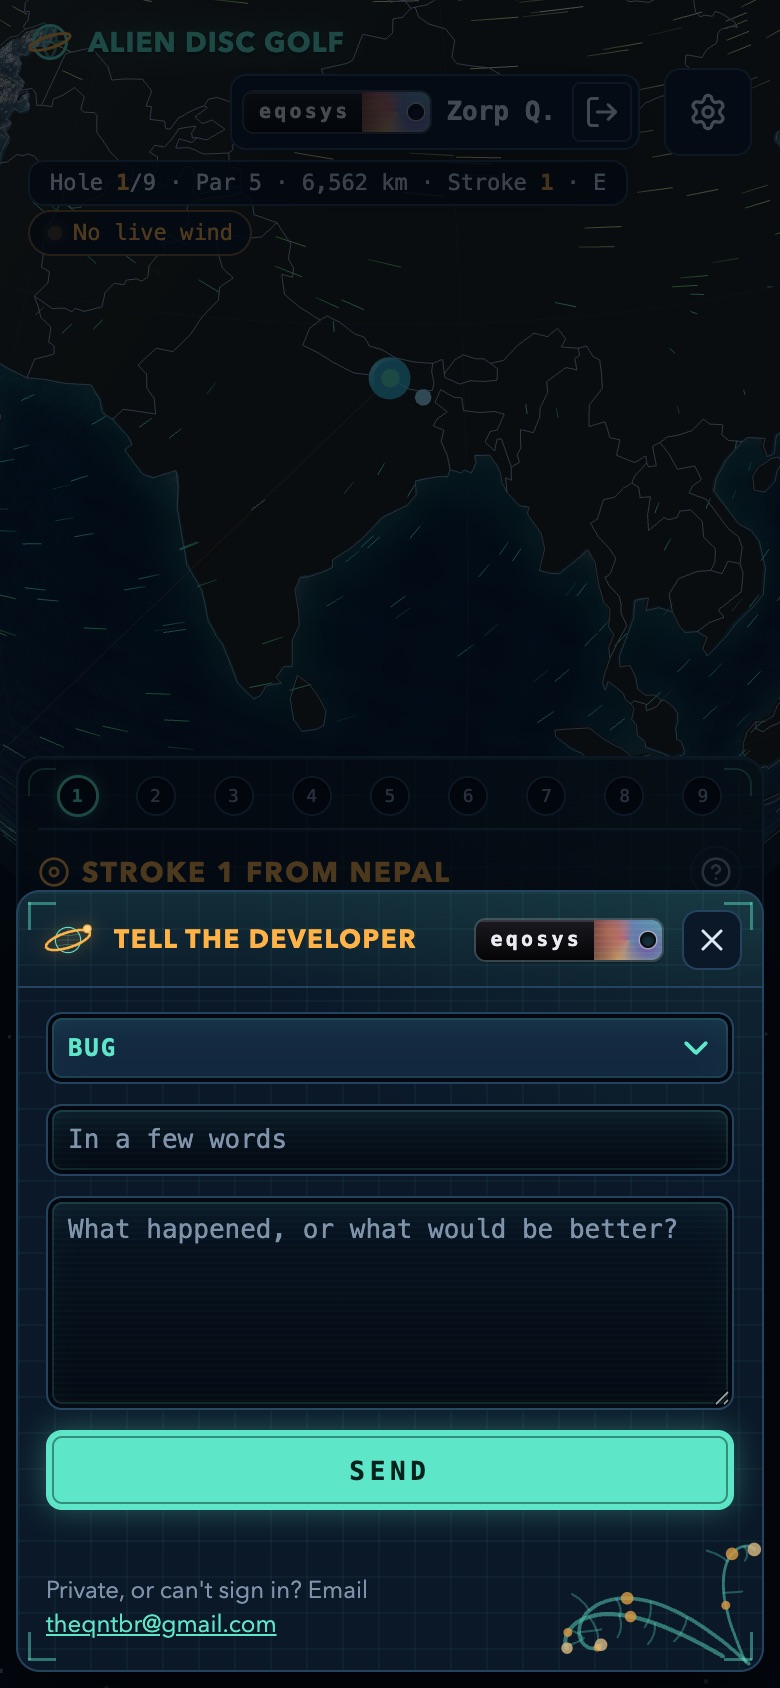 ALIEN DISC GOLF
eqosys Zorp Q.
Hole 1/9 · Par 5 · 6,562 km · Stroke 1 · E
No live wind
1 2 3 4 5 6 7 8 9
STROKE 1 FROM NEPAL ?
TELL THE DEVELOPER eqosys
BUG
In a few words
What happened, or what would be better?
SEND
Private, or can't sign in? Email
theqntbr@gmail.com